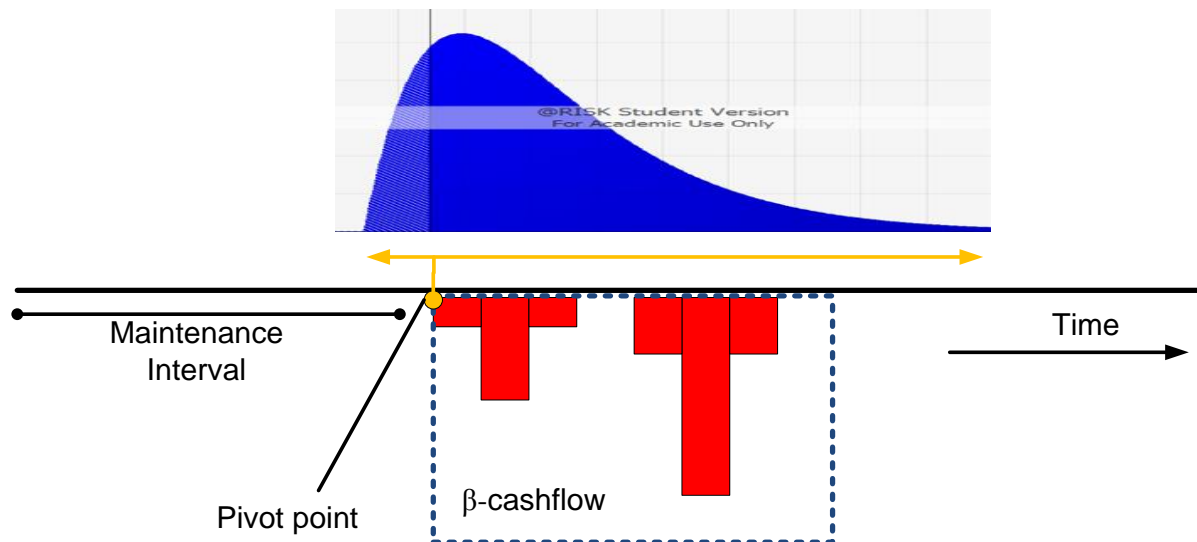 @RISK Student Version
For Academic Use Only
Maintenance
Interval
Time
Pivot point
β-cashflow